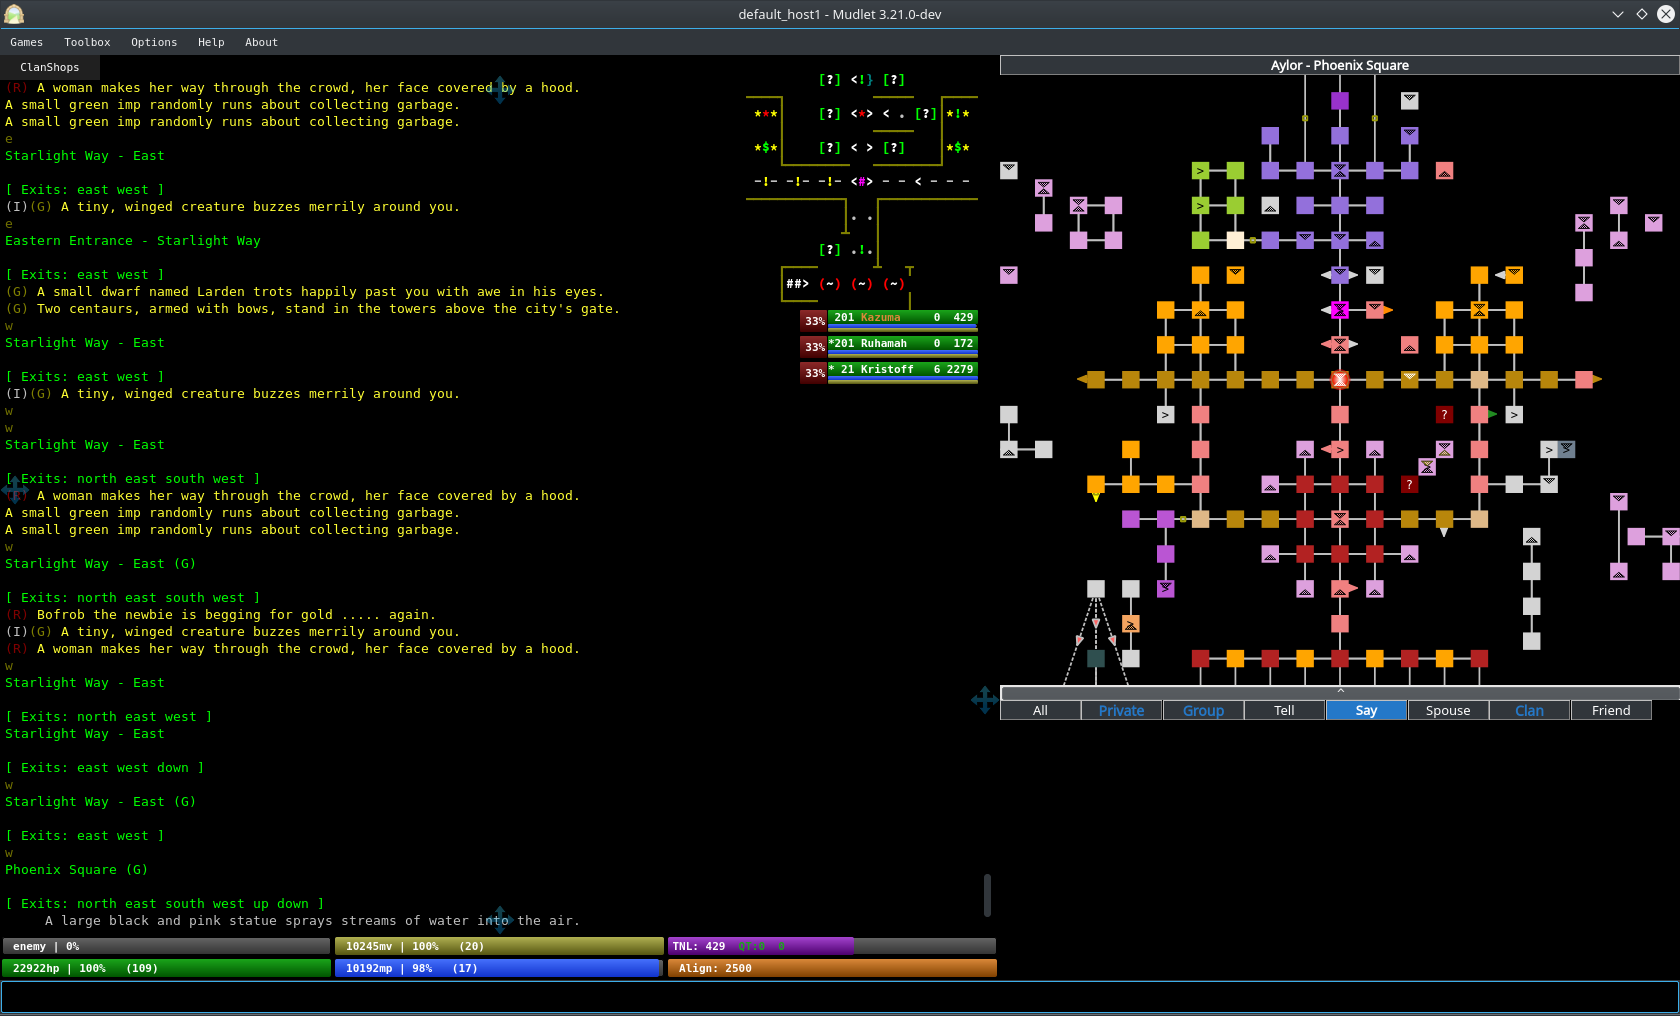 default_host1 - Mudlet 3.21.0-dev
Games Toolbox Options Help About
ClanShops
(R) A woman makes her way through the crowd, her face covered by a hood.
A small green imp randomly runs about collecting garbage.
A small green imp randomly runs about collecting garbage.
e
Starlight Way - East
[ Exits: east west ]
(I)(G) A tiny, winged creature buzzes merrily around you.
e
Eastern Entrance - Starlight Way
[ Exits: east west ]
(G) A small dwarf named Larden trots happily past you with awe in his eyes.
(G) Two centaurs, armed with bows, stand in the towers above the city's gate.
w
Starlight Way - East
[ Exits: east west ]
(I)(G) A tiny, winged creature buzzes merrily around you.
w
w
Starlight Way - East
[ Exits: north east south west ]
(R) A woman makes her way through the crowd, her face covered by a hood.
A small green imp randomly runs about collecting garbage.
A small green imp randomly runs about collecting garbage.
w
Starlight Way - East (G)
[ Exits: north east south west ]
(R) Bofrob the newbie is begging for gold ..... again.
(I)(G) A tiny, winged creature buzzes merrily around you.
(R) A woman makes her way through the crowd, her face covered by a hood.
w
Starlight Way - East
[ Exits: north east west ]
Starlight Way - East
[ Exits: east west down ]
w
Starlight Way - East (G)
[ Exits: east west ]
w
Phoenix Square (G)
[ Exits: north east south west up down ]
A large black and pink statue sprays streams of water into the air.
[?] <!} [?]
*** [?] <*> < . [?] *!*
*$* [?] < > [?] *$*
-!- -!- -!- <#> - - < - - -
. .
[?] .!.
##> (~) (~) (~)
33% 201 Kazuma 0 429
33% *201 Ruhamah 0 172
33% * 21 Kristoff 6 2279
Aylor - Phoenix Square
^
All Private Group Tell Say Spouse Clan Friend
enemy | 0% 10245mv | 100% (20) TNL: 429 QT:0 0
22922hp | 100% (109) 10192mp | 98% (17) Align: 2500